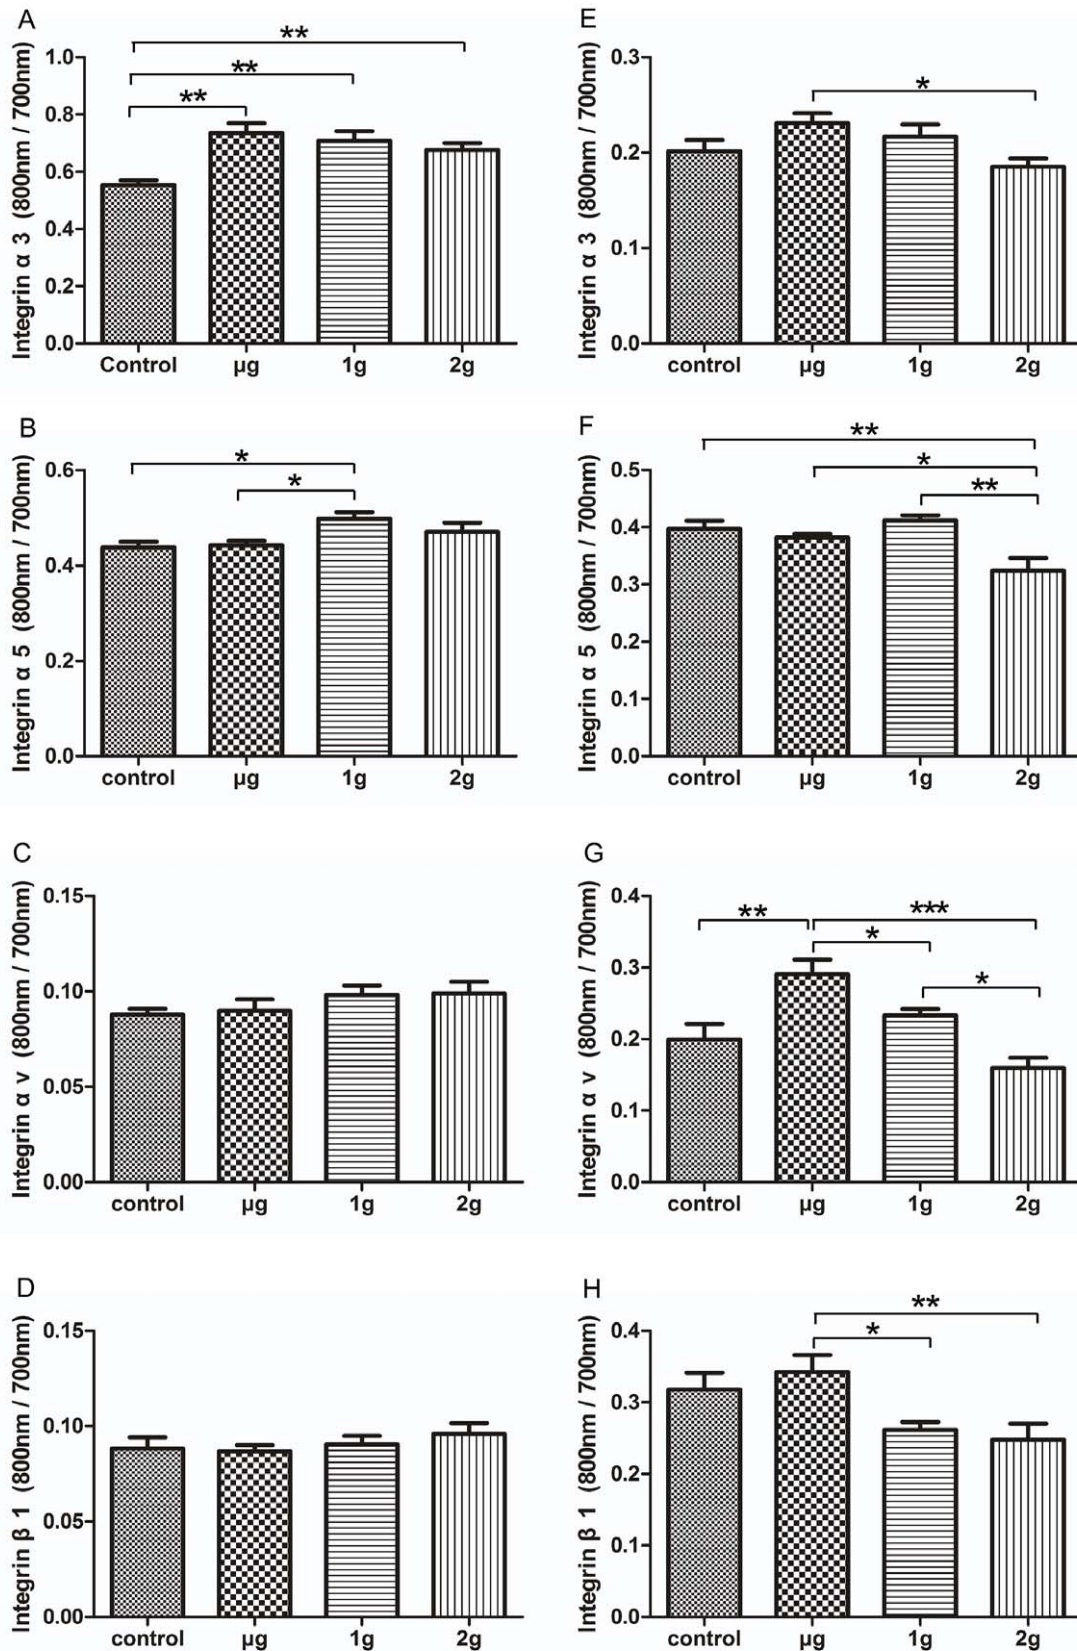 A
Integrin α 3 (800nm / 700nm)
1.0
0.8
0.6
0.4
0.2
0.0
**
**
**
Control µg 1g 2g
E
Integrin α 3 (800nm / 700nm)
0.3
0.2
0.1
0.0
*
control µg 1g 2g
B
Integrin α 5 (800nm / 700nm)
0.6
0.4
0.2
0.0
*
*
control µg 1g 2g
F
Integrin α 5 (800nm / 700nm)
0.5
0.4
0.3
0.2
0.1
0.0
**
*
**
control µg 1g 2g
C
Integrin α v (800nm / 700nm)
0.15
0.10
0.05
0.00
control µg 1g 2g
G
Integrin α v (800nm / 700nm)
0.4
0.3
0.2
0.1
0.0
** ***
*
*
control µg 1g 2g
D
Integrin β 1 (800nm / 700nm)
0.15
0.10
0.05
0.00
control µg 1g 2g
H
Integrin β 1 (800nm / 700nm)
0.4
0.3
0.2
0.1
0.0
**
*
control µg 1g 2g